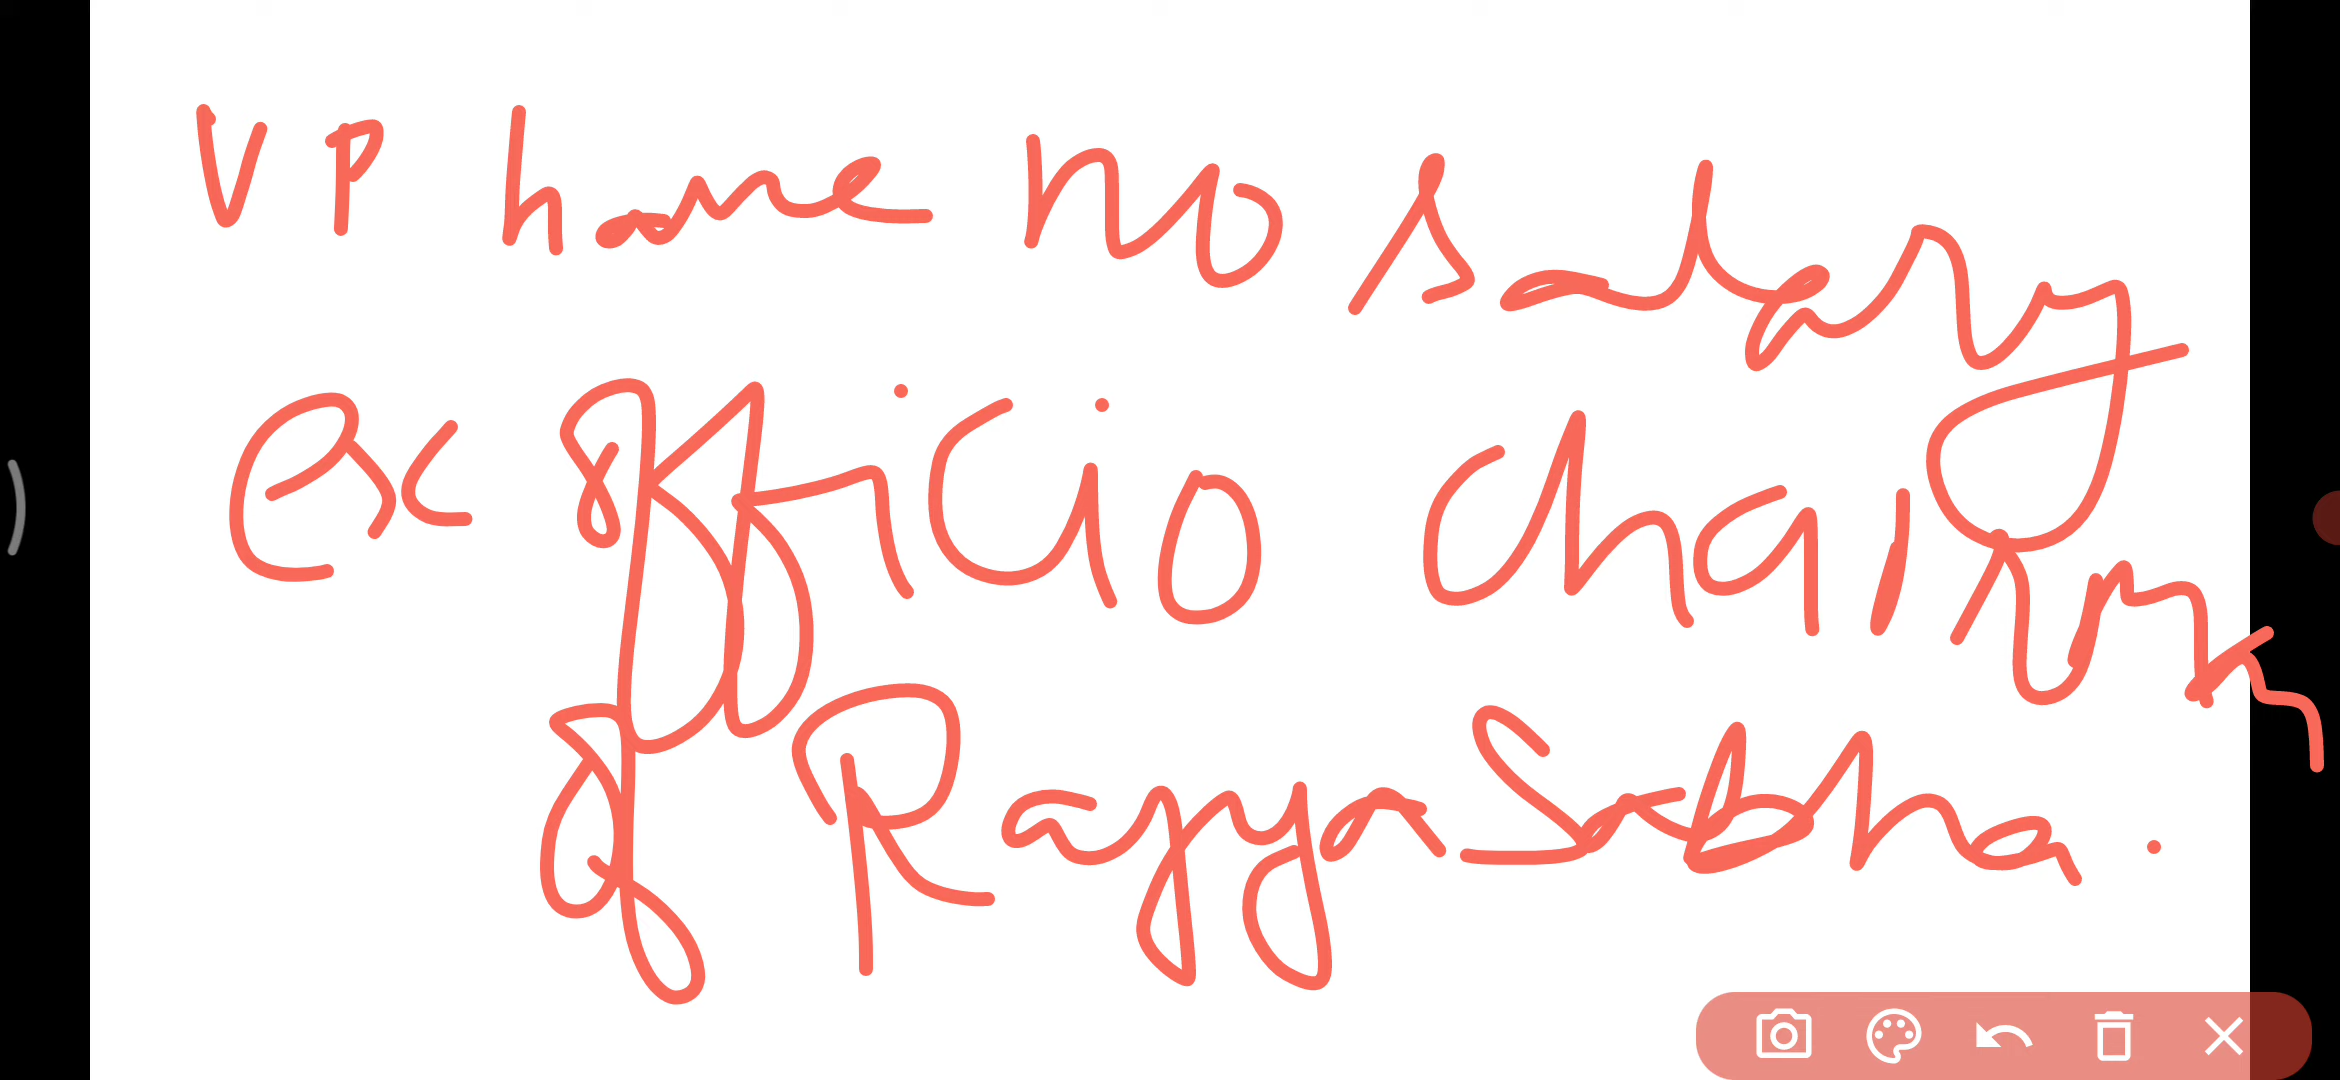 VP have no salary
ex officio chairman
of Rajya Sabha.